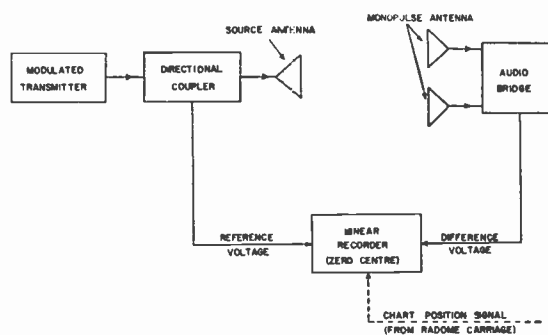 SOURCE ANTENNA
MONOPULSE ANTENNA
MODULATED
TRANSMITTER
DIRECTIONAL
COUPLER
AUDIO
BRIDGE
REFERENCE
VOLTAGE
LINEAR
RECORDER
(ZERO CENTRE)
DIFFERENCE
VOLTAGE
CHART POSITION SIGNAL
(FROM RADOME CARRIAGE)